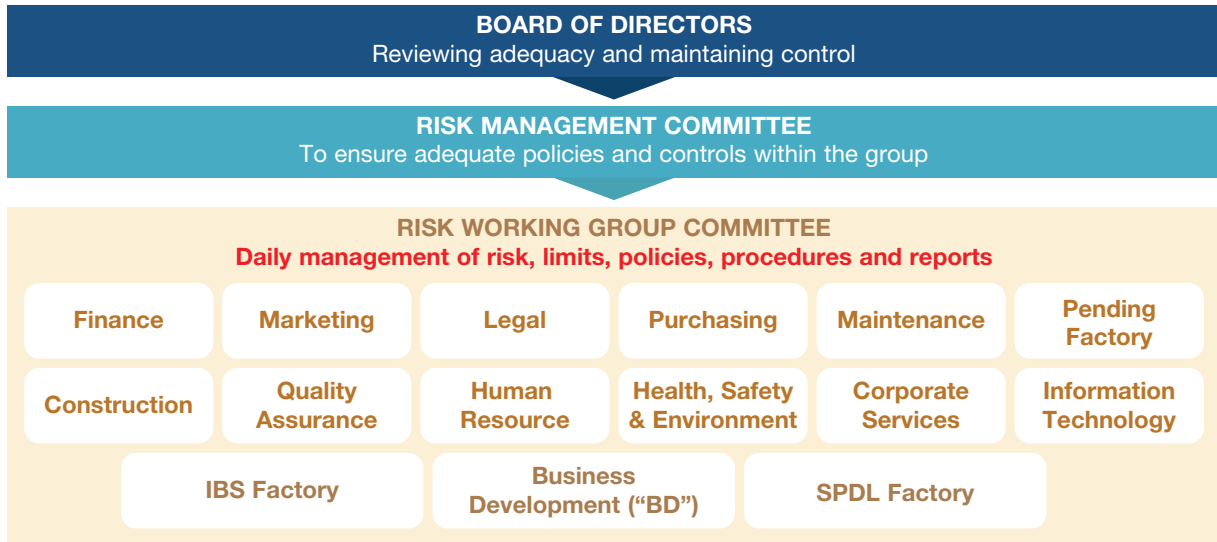 BOARD OF DIRECTORS
Reviewing adequacy and maintaining control
RISK MANAGEMENT COMMITTEE
To ensure adequate policies and controls within the group
RISK WORKING GROUP COMMITTEE
Daily management of risk, limits, policies, procedures and reports
Finance
Marketing
Legal
Purchasing
Maintenance
Pending
Factory
Construction
Quality
Assurance
Human
Resource
Health, Safety
& Environment
Corporate
Services
Information
Technology
IBS Factory
Business
Development (“BD”)
SPDL Factory